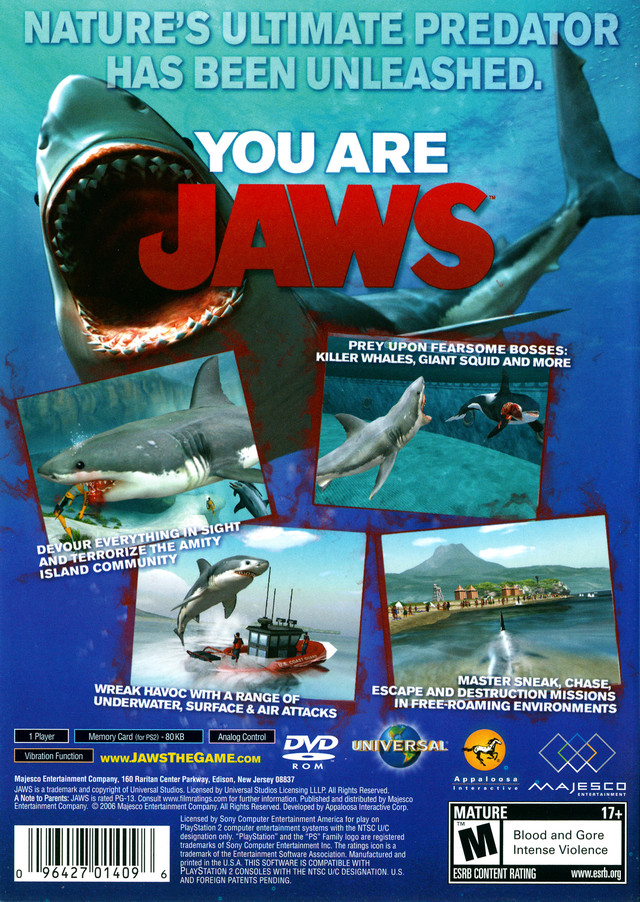 NATURE'S ULTIMATE PREDATOR
HAS BEEN UNLEASHED.
YOU ARE
JAWS™
PREY UPON FEARSOME BOSSES:
KILLER WHALES, GIANT SQUID AND MORE
DEVOUR EVERYTHING IN SIGHT
AND TERRORIZE THE AMITY
ISLAND COMMUNITY
U.S. COAST GUARD
WREAK HAVOC WITH A RANGE OF
UNDERWATER, SURFACE & AIR ATTACKS
MASTER SNEAK, CHASE,
ESCAPE AND DESTRUCTION MISSIONS
IN FREE-ROAMING ENVIRONMENTS
1 Player
Memory Card (for PS2) - 80KB
Analog Control
Vibration Function
WWW.JAWSTHEGAME.COM
DVD
ROM
UNIVERSAL
Appaloosa
Interactive
MAJESCO
ENTERTAINMENT
Majesco Entertainment Company, 160 Raritan Center Parkway, Edison, New Jersey 08837
JAWS is a trademark and copyright of Universal Studios. Licensed by Universal Studios Licensing LLLP. All Rights Reserved.
A Note to Parents: JAWS is rated PG-13. Consult www.filmratings.com for further information. Published and distributed by Majesco
Entertainment Company. © 2006 Majesco Entertainment Company. All Rights Reserved. Developed by Appaloosa Interactive Corp.
Licensed by Sony Computer Entertainment America for play on
PlayStation 2 computer entertainment systems with the NTSC U/C
designation only. "PlayStation" and the "PS" Family logo are registered
trademarks of Sony Computer Entertainment Inc. The ratings icon is a
trademark of the Entertainment Software Association. Manufactured and
printed in the U.S.A. THIS SOFTWARE IS COMPATIBLE WITH
PLAYSTATION 2 CONSOLES WITH THE NTSC U/C DESIGNATION. U.S.
AND FOREIGN PATENTS PENDING.
0 96427 01409 6
MATURE 17+
M™
Blood and Gore
Intense Violence
ESRB CONTENT RATING www.esrb.org